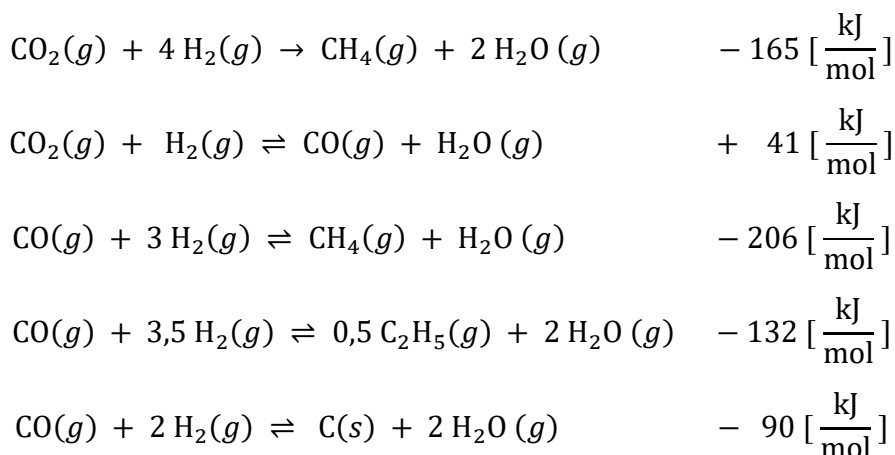 CO₂(g) + 4 H₂(g) → CH₄(g) + 2 H₂O (g) − 165 [kJ/mol]
CO₂(g) + H₂(g) ⇌ CO(g) + H₂O (g) + 41 [kJ/mol]
CO(g) + 3 H₂(g) ⇌ CH₄(g) + H₂O (g) − 206 [kJ/mol]
CO(g) + 3,5 H₂(g) ⇌ 0,5 C₂H₅(g) + 2 H₂O (g) − 132 [kJ/mol]
CO(g) + 2 H₂(g) ⇌ C(s) + 2 H₂O (g) − 90 [kJ/mol]